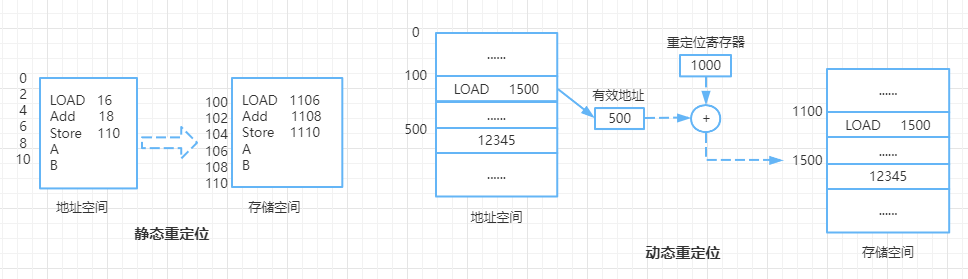 0
2
4
6
8
10
LOAD 16
Add 18
Store 110
A
B
地址空间
100
102
104
106
108
110
LOAD 1106
Add 1108
Store 1110
A
B
存储空间
静态重定位
0
100
500
......
LOAD 1500
......
12345
......
地址空间
有效地址
500
重定位寄存器
1000
+
1100
1500
......
LOAD 1500
......
12345
......
存储空间
动态重定位